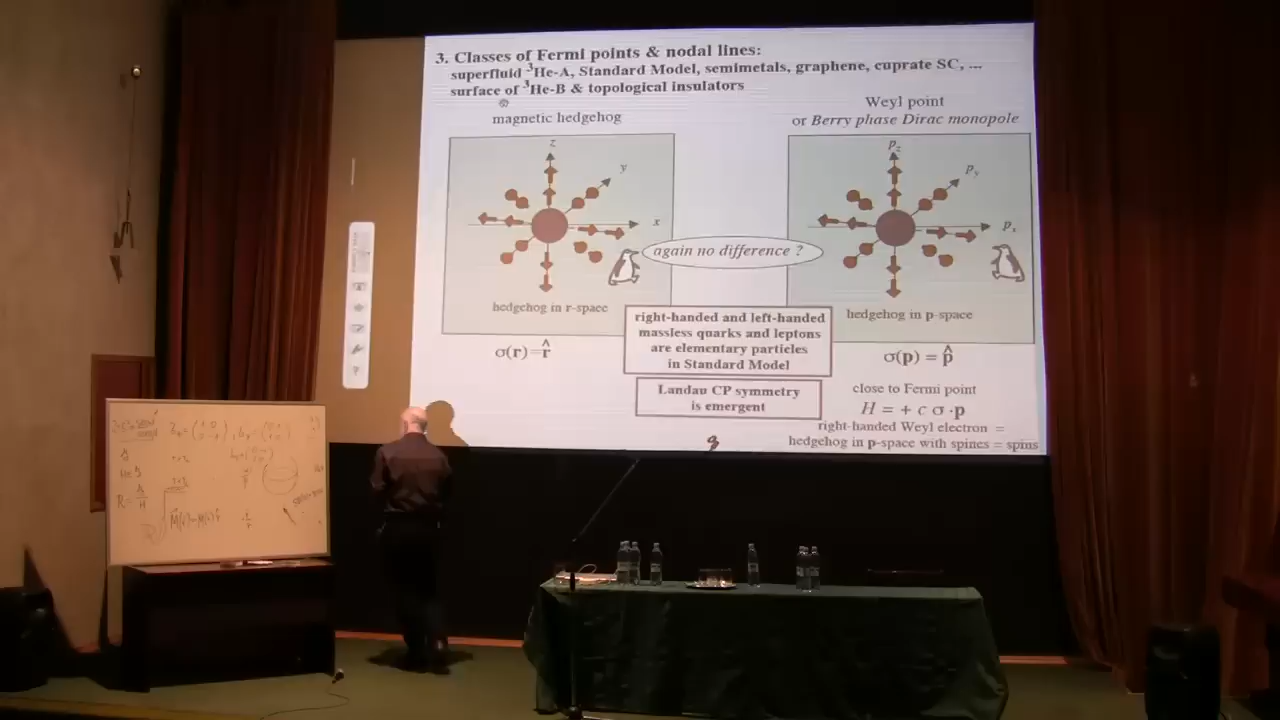 3. Classes of Fermi points & nodal lines:
superfluid ³He-A, Standard Model, semimetals, graphene, cuprate SC, ...
surface of ³He-B & topological insulators
magnetic hedgehog
z
y
x
hedgehog in r-space
σ(r)=r̂
again no difference ?
right-handed and left-handed
massless quarks and leptons
are elementary particles
in Standard Model
Landau CP symmetry
is emergent
Weyl point
or Berry phase Dirac monopole
p_z
p_y
p_x
hedgehog in p-space
σ(p) = p̂
close to Fermi point
H = + c σ·p
right-handed Weyl electron =
hedgehog in p-space with spines = spins